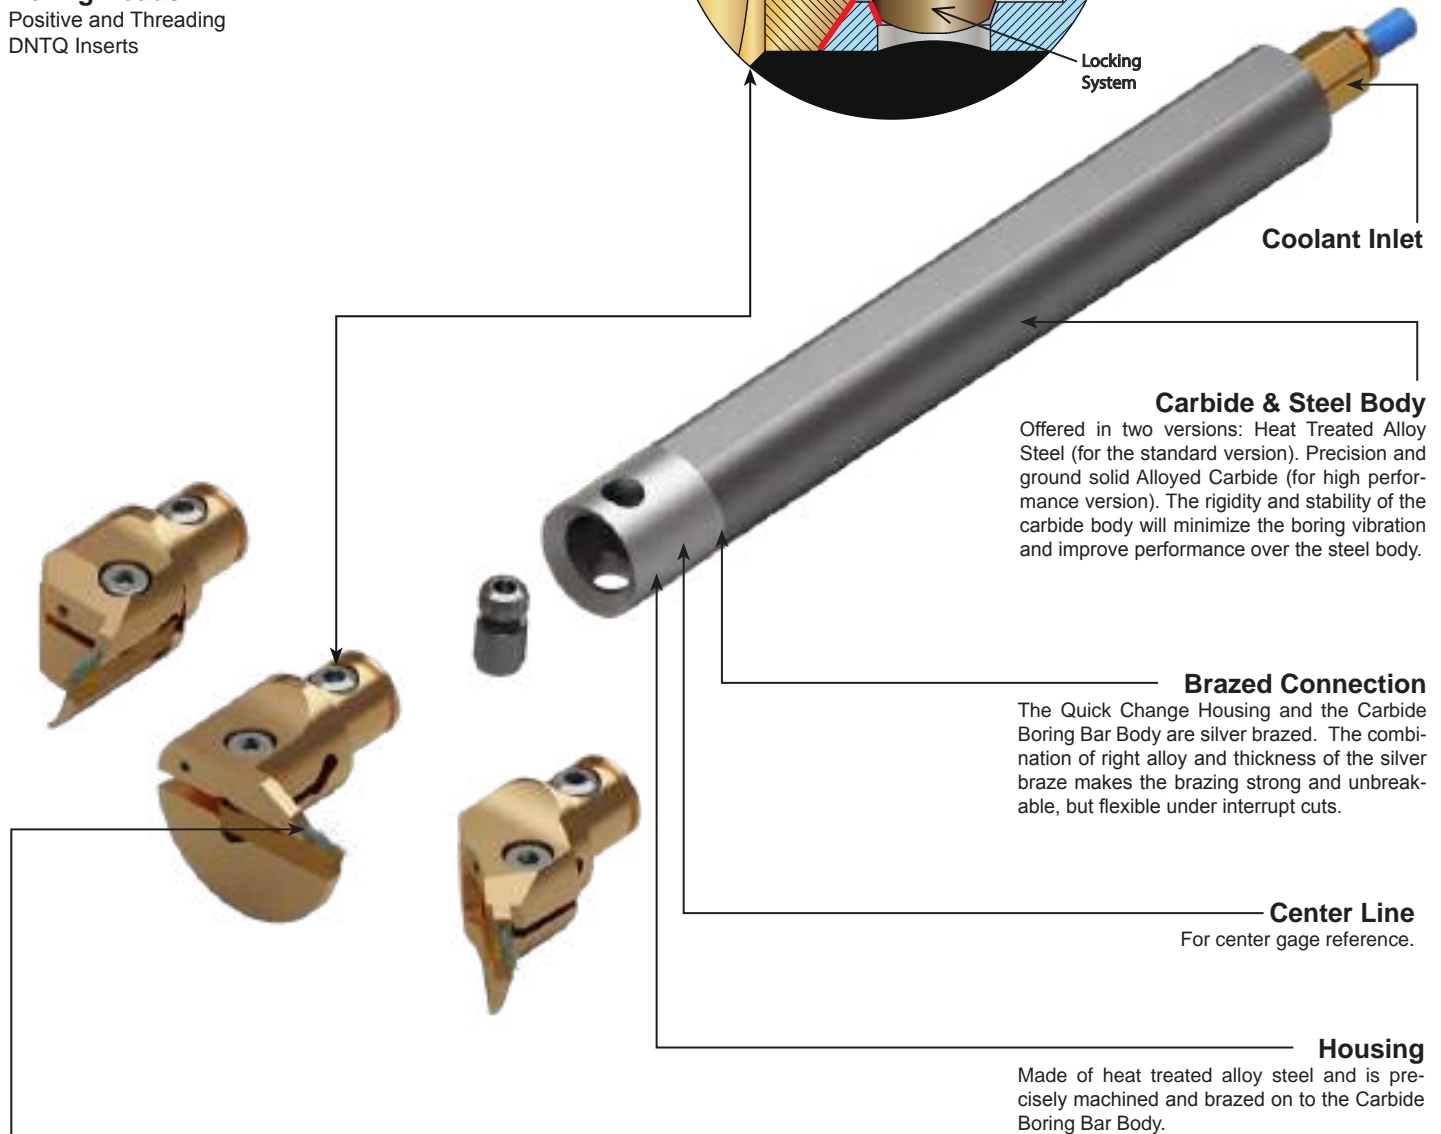 Positive and Threading
DNTQ Inserts
Locking
System
Coolant Inlet
Carbide & Steel Body
Offered in two versions: Heat Treated Alloy
Steel (for the standard version). Precision and
ground solid Alloyed Carbide (for high perfor-
mance version). The rigidity and stability of the
carbide body will minimize the boring vibration
and improve performance over the steel body.
Brazed Connection
The Quick Change Housing and the Carbide
Boring Bar Body are silver brazed. The combi-
nation of right alloy and thickness of the silver
braze makes the brazing strong and unbreak-
able, but flexible under interrupt cuts.
Center Line
For center gage reference.
Housing
Made of heat treated alloy steel and is pre-
cisely machined and brazed on to the Carbide
Boring Bar Body.